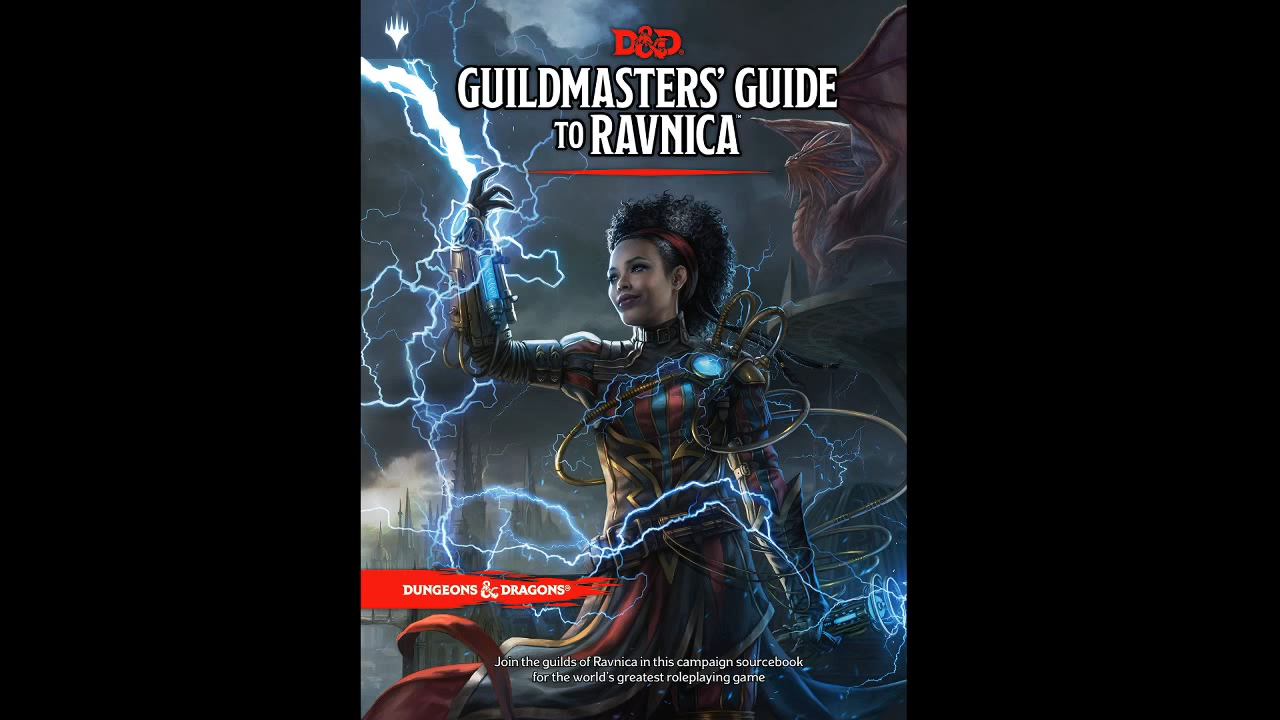 D&D
GUILDMASTERS' GUIDE
TO RAVNICA™
DUNGEONS & DRAGONS®
Join the guilds of Ravnica in this campaign sourcebook
for the world's greatest roleplaying game